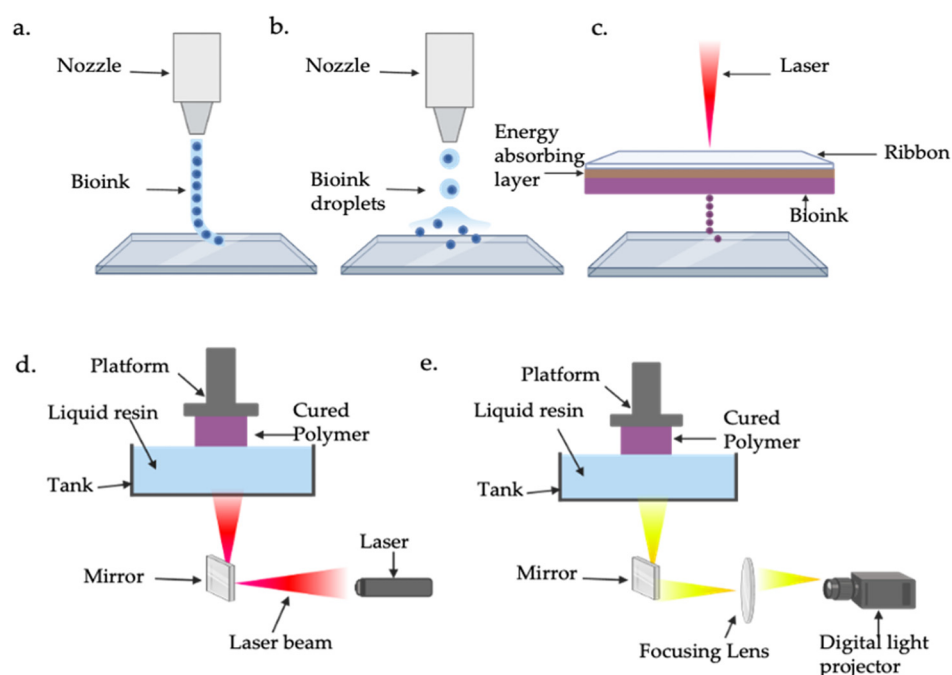 a.
Nozzle
Bioink
b.
Nozzle
Bioink
droplets
c.
Laser
Energy
absorbing
layer
Ribbon
Bioink
d.
Platform
Liquid resin
Cured
Polymer
Tank
Laser
Mirror
Laser beam
e.
Platform
Liquid resin
Cured
Polymer
Tank
Mirror
Focusing Lens
Digital light
projector